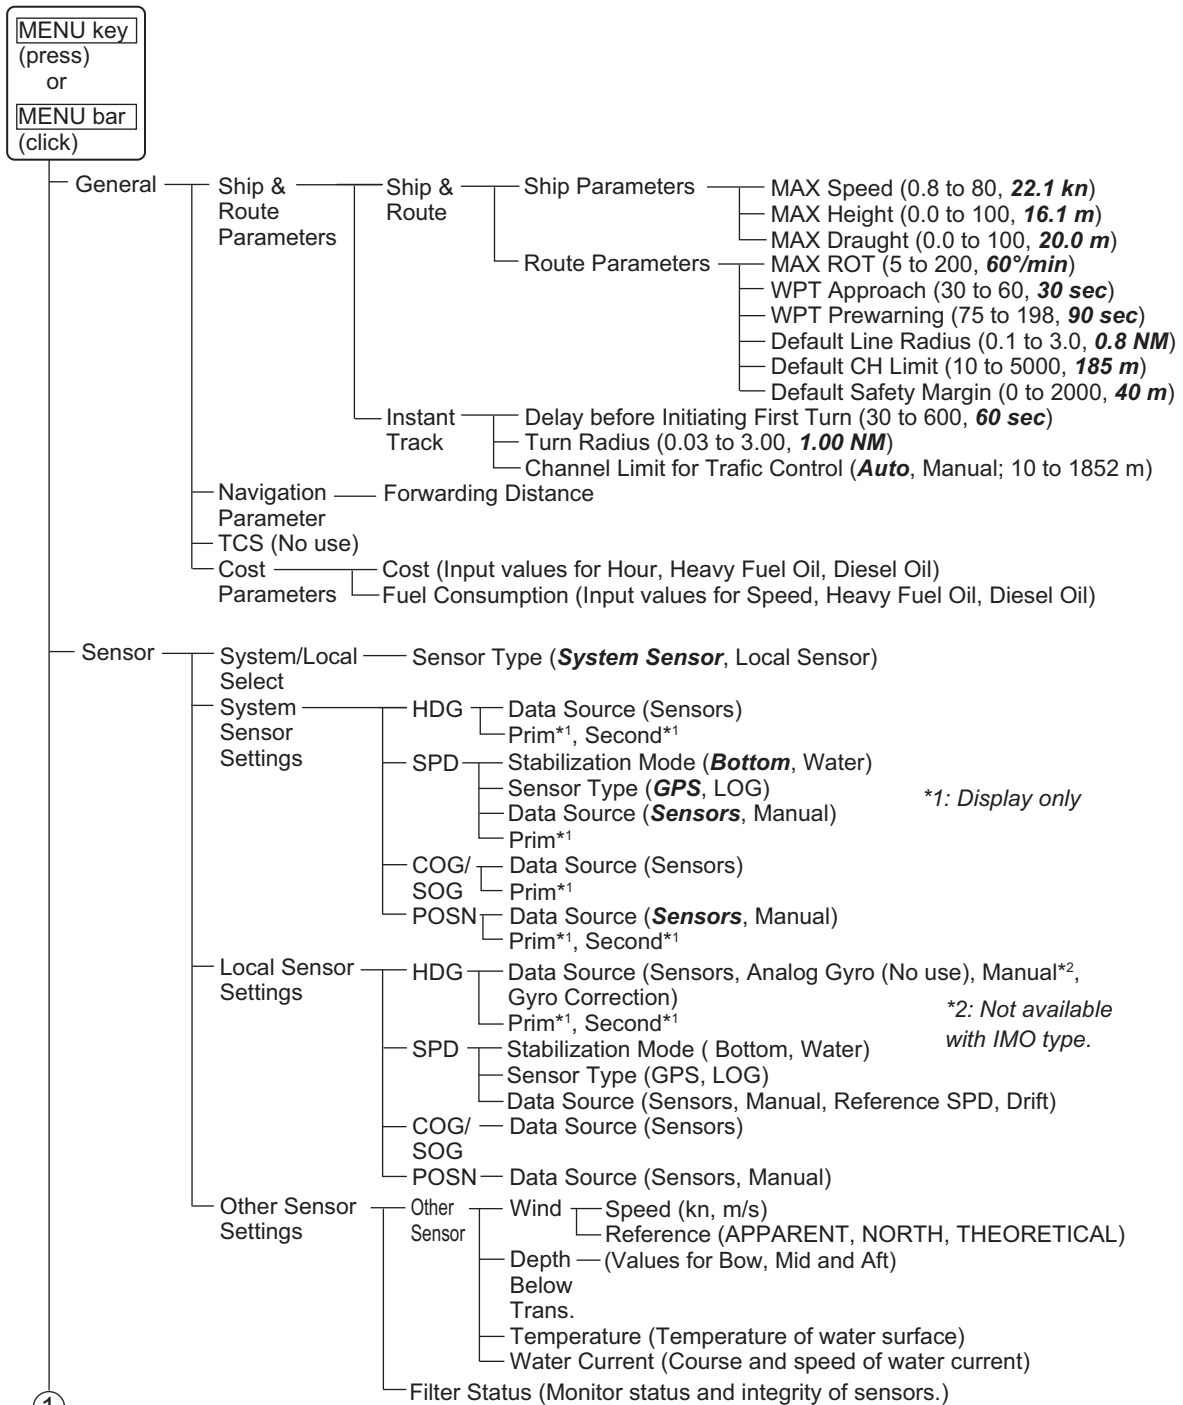 MENU key
(press)
or
MENU bar
(click)
General
Ship &
Route
Parameters
Ship &
Route
Ship Parameters
MAX Speed (0.8 to 80, 22.1 kn)
MAX Height (0.0 to 100, 16.1 m)
MAX Draught (0.0 to 100, 20.0 m)
Route Parameters
MAX ROT (5 to 200, 60°/min)
WPT Approach (30 to 60, 30 sec)
WPT Prewarning (75 to 198, 90 sec)
Default Line Radius (0.1 to 3.0, 0.8 NM)
Default CH Limit (10 to 5000, 185 m)
Default Safety Margin (0 to 2000, 40 m)
Instant
Track
Delay before Initiating First Turn (30 to 600, 60 sec)
Turn Radius (0.03 to 3.00, 1.00 NM)
Channel Limit for Trafic Control (Auto, Manual; 10 to 1852 m)
Navigation
Parameter
Forwarding Distance
TCS (No use)
Cost
Parameters
Cost (Input values for Hour, Heavy Fuel Oil, Diesel Oil)
Fuel Consumption (Input values for Speed, Heavy Fuel Oil, Diesel Oil)
Sensor
System/Local
Select
Sensor Type (System Sensor, Local Sensor)
System
Sensor
Settings
HDG
Data Source (Sensors)
Prim*1, Second*1
SPD
Stabilization Mode (Bottom, Water)
Sensor Type (GPS, LOG)
Data Source (Sensors, Manual)
Prim*1
*1: Display only
COG/
SOG
Data Source (Sensors)
Prim*1
POSN
Data Source (Sensors, Manual)
Prim*1, Second*1
Local Sensor
Settings
HDG
Data Source (Sensors, Analog Gyro (No use), Manual*2,
Gyro Correction)
Prim*1, Second*1
*2: Not available
with IMO type.
SPD
Stabilization Mode ( Bottom, Water)
Sensor Type (GPS, LOG)
Data Source (Sensors, Manual, Reference SPD, Drift)
COG/
SOG
Data Source (Sensors)
POSN
Data Source (Sensors, Manual)
Other Sensor
Settings
Other
Sensor
Wind
Speed (kn, m/s)
Reference (APPARENT, NORTH, THEORETICAL)
Depth
Below
Trans.
(Values for Bow, Mid and Aft)
Temperature (Temperature of water surface)
Water Current (Course and speed of water current)
Filter Status (Monitor status and integrity of sensors.)
1